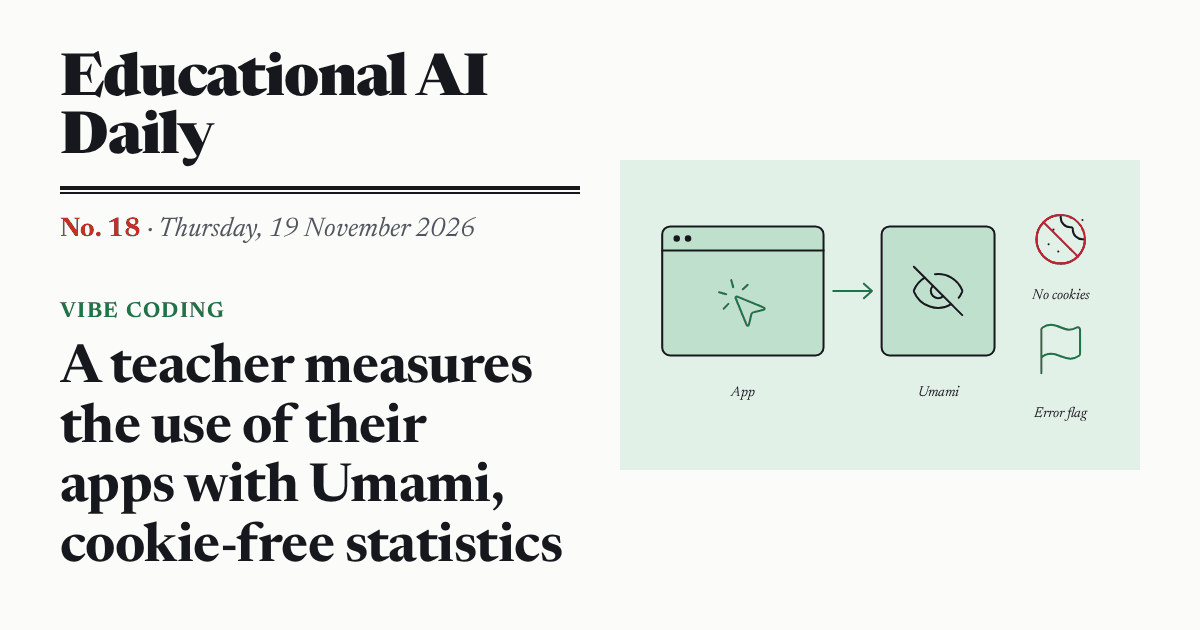 Educational AI
Daily
No. 18 · Thursday, 19 November 2026
VIBE CODING
A teacher measures
the use of their
apps with Umami,
cookie-free statistics
App
Umami
No cookies
Error flag